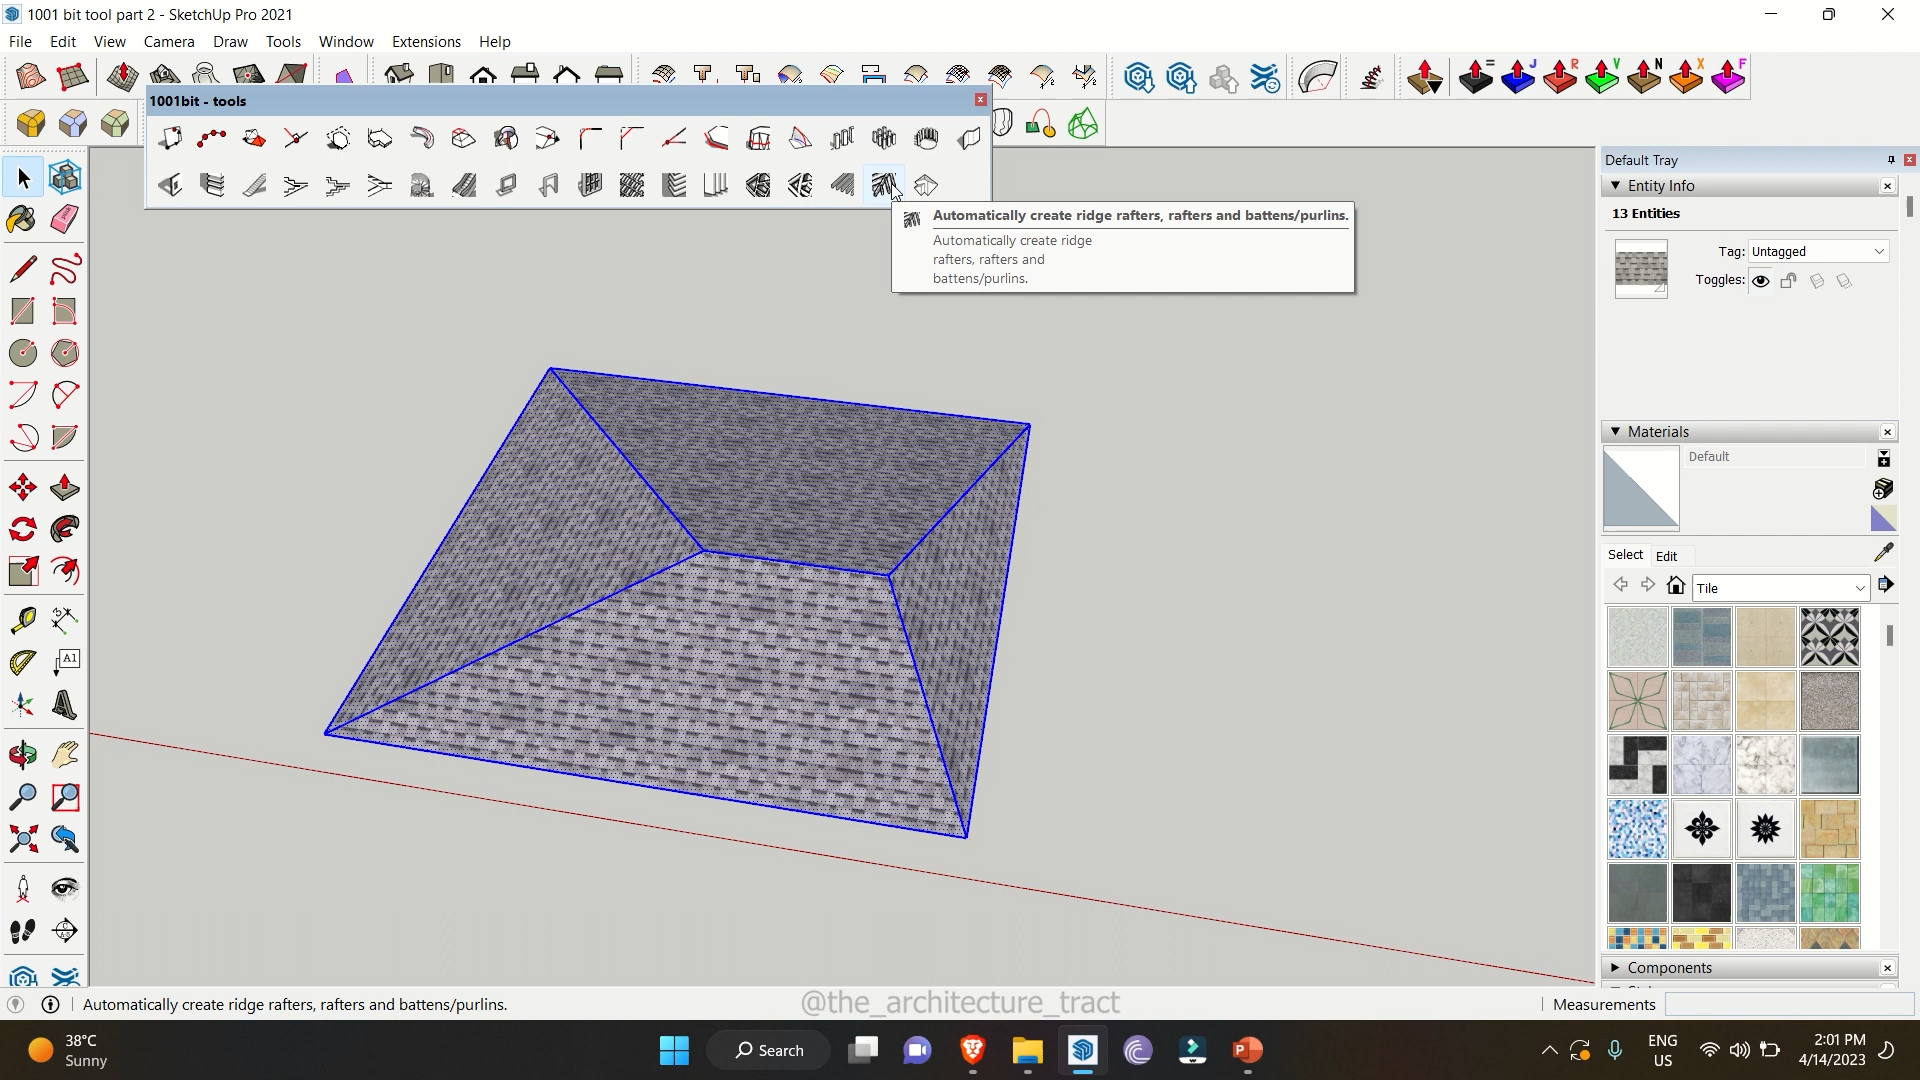 1001 bit tool part 2 - SketchUp Pro 2021
File Edit View Camera Draw Tools Window Extensions Help
= J R V N X F
1001bit - tools
Default Tray
Entity Info
13 Entities
Tag: Untagged
Toggles:
Automatically create ridge rafters, rafters and battens/purlins.
Automatically create ridge
rafters, rafters and
battens/purlins.
Materials
Default
Select Edit
Tile
A1
Components
Automatically create ridge rafters, rafters and battens/purlins.
@the_architecture_tract
Measurements
38°C
Sunny
Search
ENG
US
2:01 PM
4/14/2023